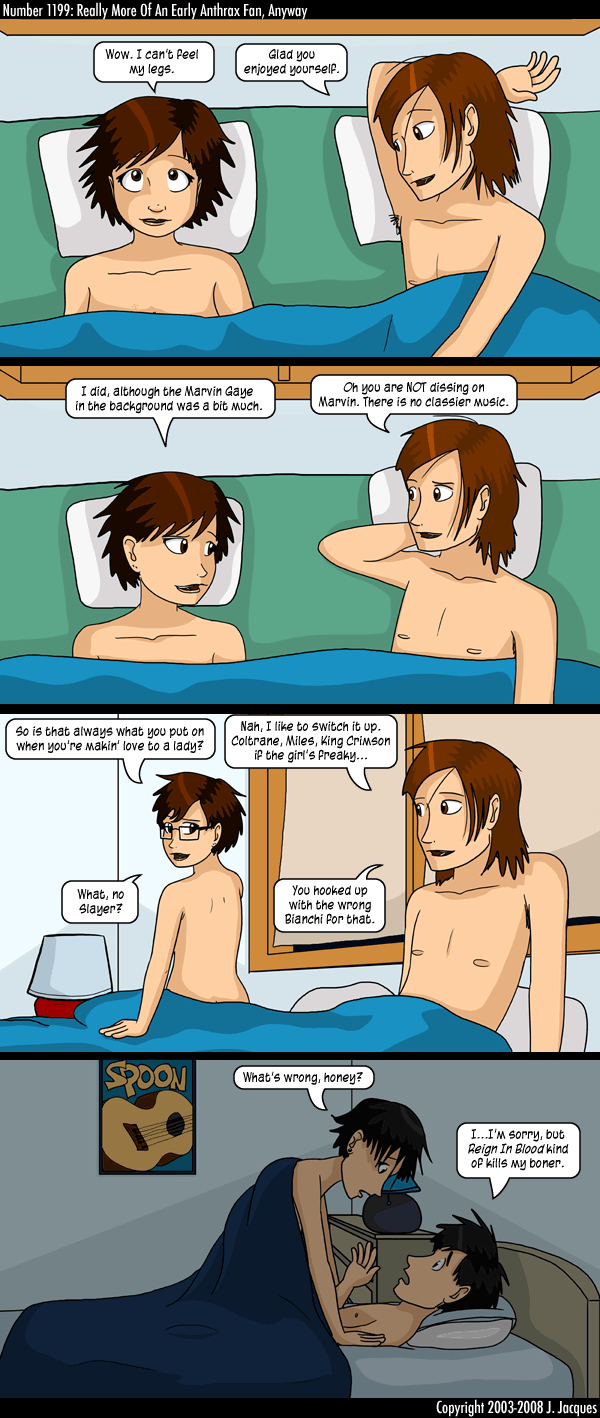 Number 1199: Really More Of An Early Anthrax Fan, Anyway
Wow. I can't feel
my legs.
Glad you
enjoyed yourself.
I did, although the Marvin Gaye
in the background was a bit much.
Oh you are NOT dissing on
Marvin. There is no classier music.
So is that always what you put on
when you're makin' love to a lady?
Nah, I like to switch it up.
Coltrane, Miles, King Crimson
if the girl's freaky...
What, no
Slayer?
You hooked up
with the wrong
Bianchi for that.
SPOON
What's wrong, honey?
I...I'm sorry, but
Reign In Blood kind
of kills my boner.
Copyright 2003-2008 J. Jacques